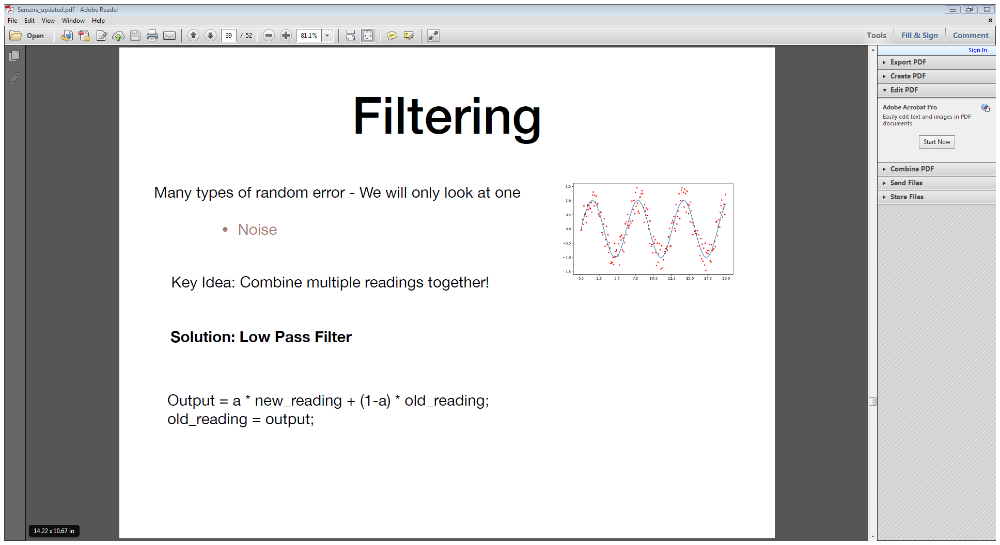 Sensors_updated.pdf - Adobe Reader
File Edit View Window Help
Open 39 / 52 81.1% Tools Fill & Sign Comment
Sign In
Export PDF
Create PDF
Edit PDF
Adobe Acrobat Pro
Easily edit text and images in PDF
documents
Start Now
Combine PDF
Send Files
Store Files
Filtering
Many types of random error - We will only look at one
• Noise
Key Idea: Combine multiple readings together!
Solution: Low Pass Filter
Output = a * new_reading + (1-a) * old_reading;
old_reading = output;
1.5
1.0
0.5
0.0
−0.5
−1.0
−1.5
0.0 2.5 5.0 7.5 10.0 12.5 15.0 17.5 20.0
14.22 x 10.67 in